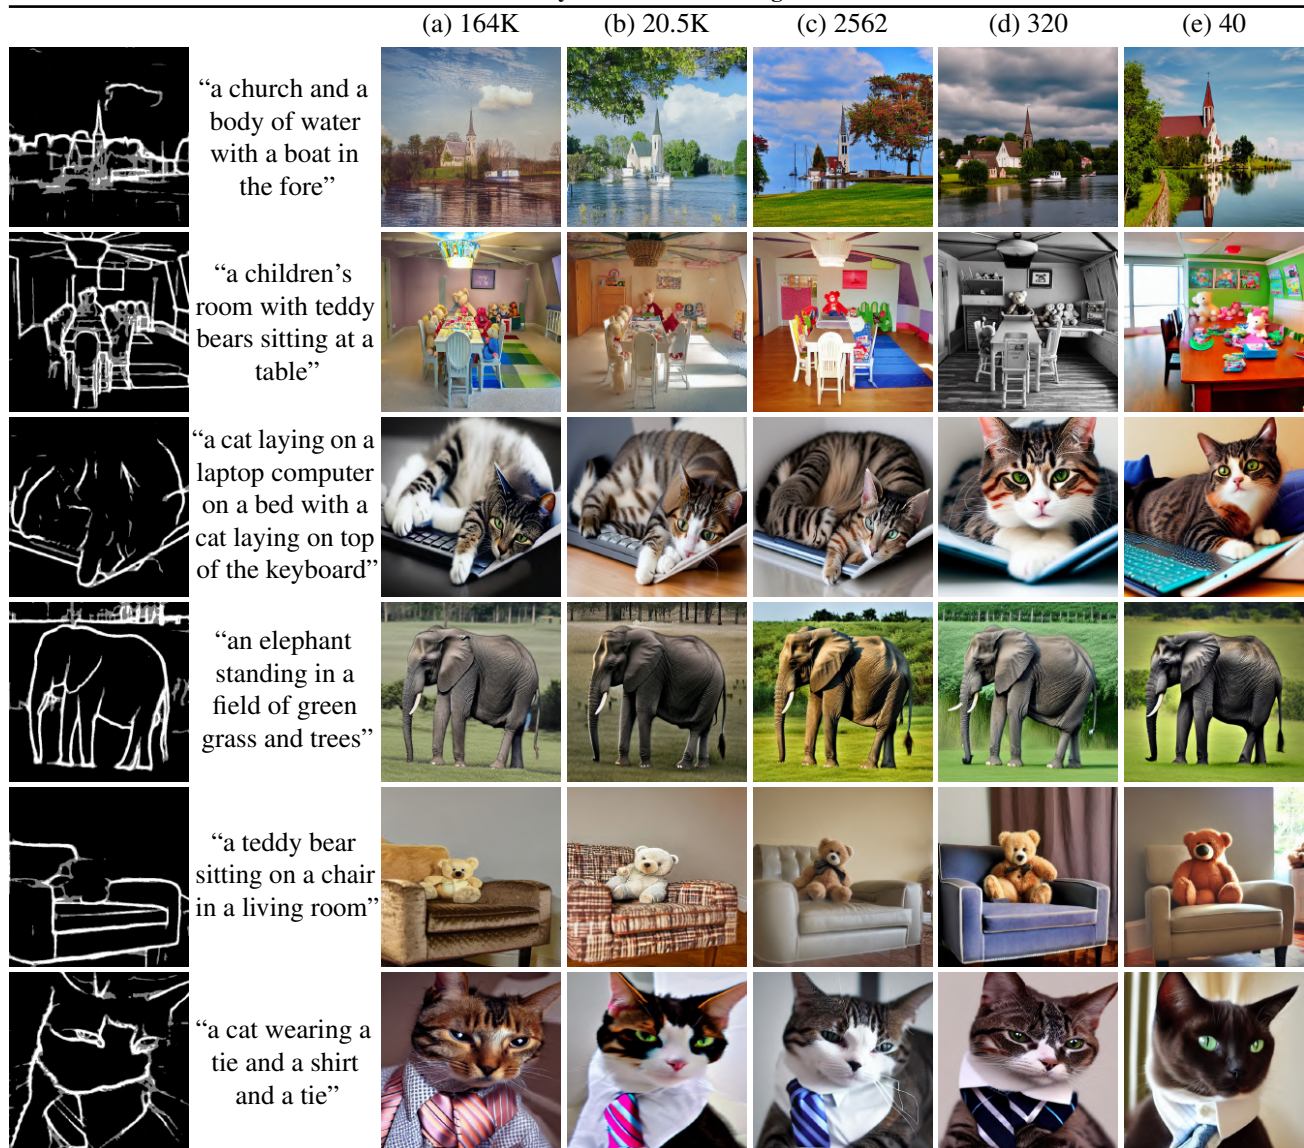 (a) 164K (b) 20.5K (c) 2562 (d) 320 (e) 40
“a church and a
body of water
with a boat in
the fore”
“a children’s
room with teddy
bears sitting at a
table”
“a cat laying on a
laptop computer
on a bed with a
cat laying on top
of the keyboard”
“an elephant
standing in a
field of green
grass and trees”
“a teddy bear
sitting on a chair
in a living room”
“a cat wearing a
tie and a shirt
and a tie”